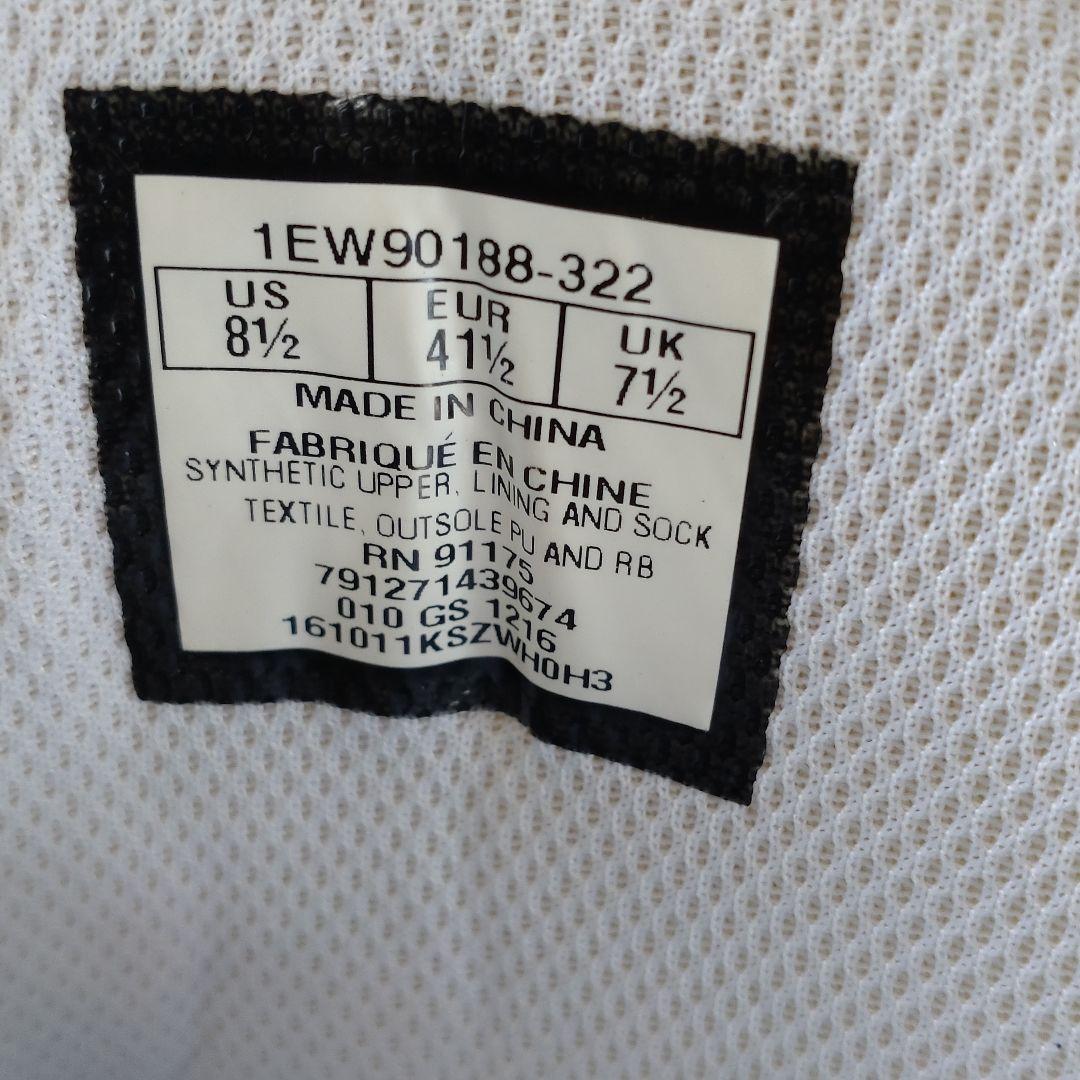 1EW90188-322
US EUR UK
8½ 41½ 7½
MADE IN CHINA
FABRIQUÉ EN CHINE
SYNTHETIC UPPER, LINING AND SOCK
TEXTILE, OUTSOLE PU AND RB
RN 91175
791271439674
010 GS 1216
161011KSZWH0H3